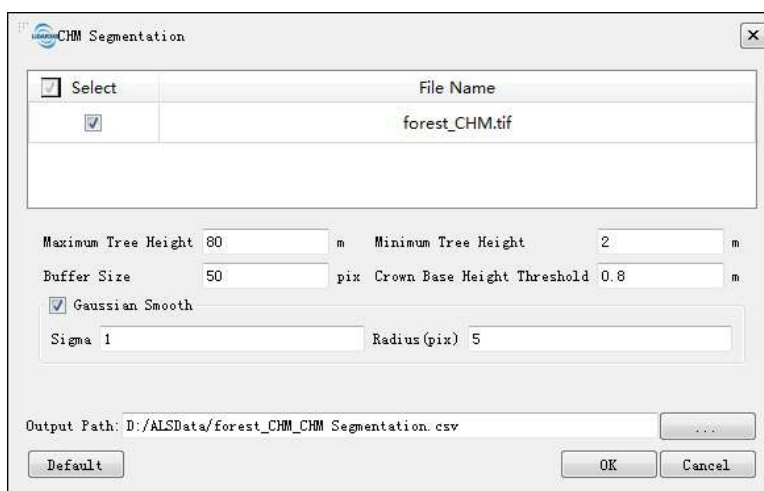 CHM Segmentation
Select File Name
forest_CHM.tif
Maximum Tree Height 80 m Minimum Tree Height 2 m
Buffer Size 50 pix Crown Base Height Threshold 0.8 m
Gaussian Smooth
Sigma 1 Radius(pix) 5
Output Path: D:/ALSData/forest_CHM_CHM Segmentation.csv ...
Default OK Cancel